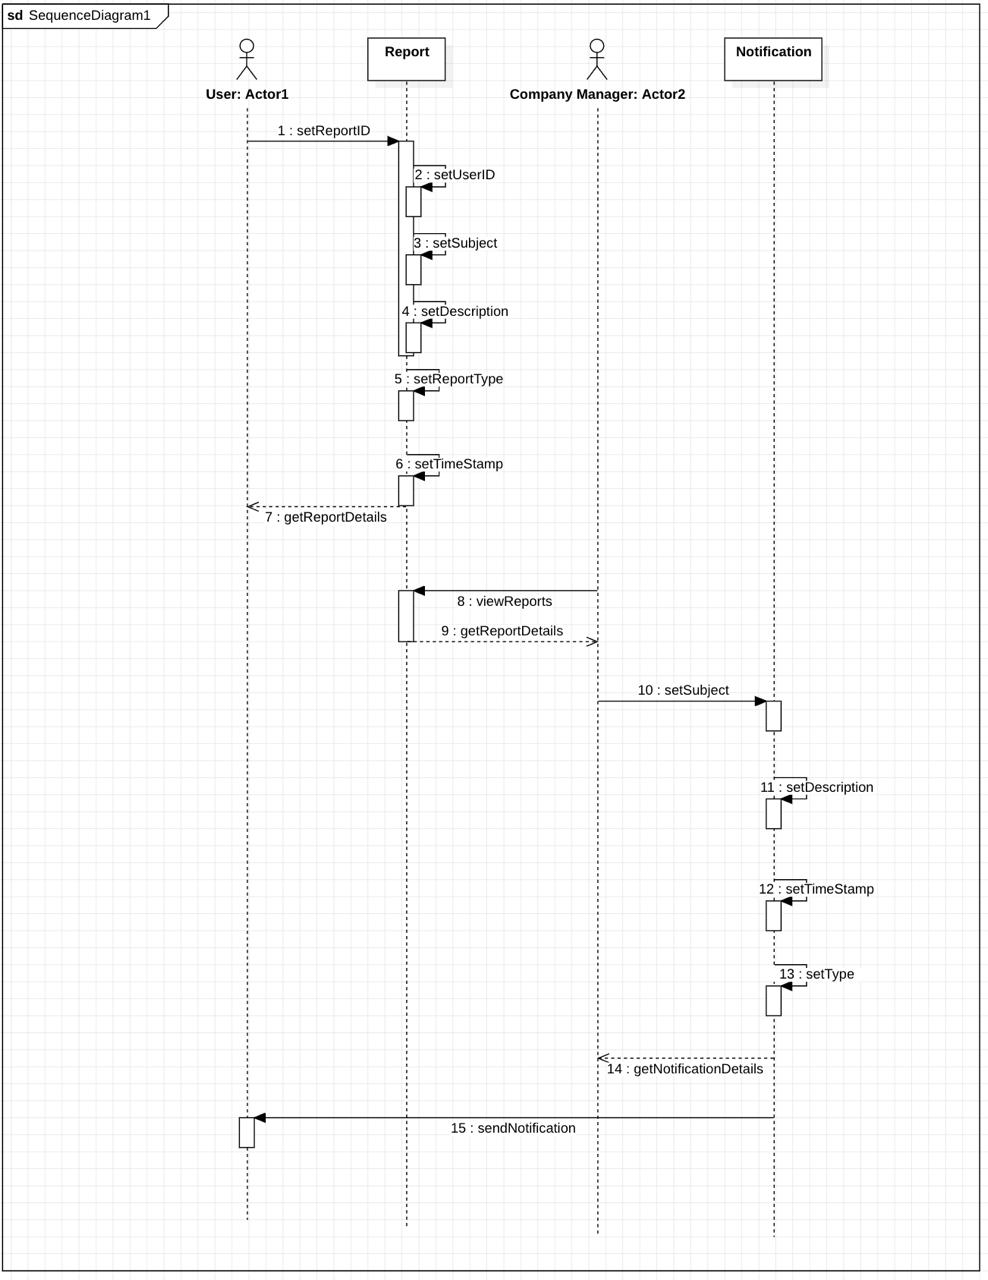 sd SequenceDiagram1
User: Actor1
Report
Company Manager: Actor2
Notification
1 : setReportID
2 : setUserID
3 : setSubject
4 : setDescription
5 : setReportType
6 : setTimeStamp
7 : getReportDetails
8 : viewReports
9 : getReportDetails
10 : setSubject
11 : setDescription
12 : setTimeStamp
13 : setType
14 : getNotificationDetails
15 : sendNotification